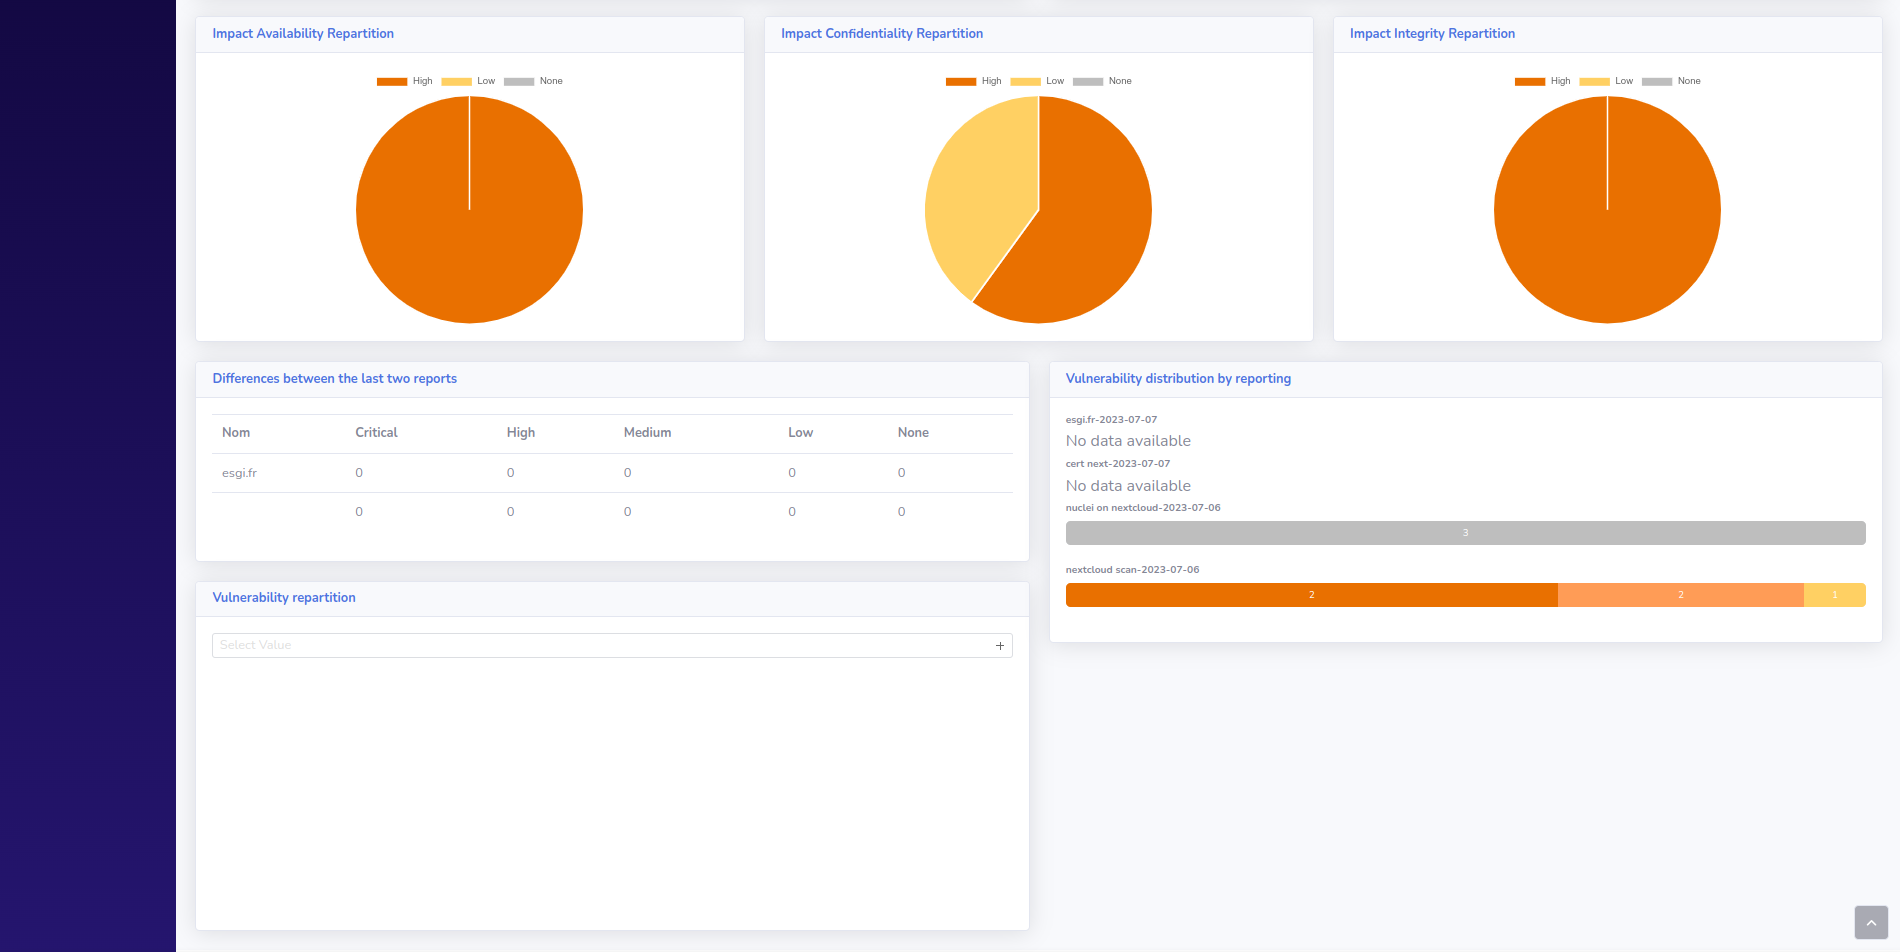 Impact Availability Repartition
High Low None
Impact Confidentiality Repartition
High Low None
Impact Integrity Repartition
High Low None
Differences between the last two reports
Nom Critical High Medium Low None
esgi.fr 0 0 0 0 0
0 0 0 0 0
Vulnerability distribution by reporting
esgi.fr-2023-07-07
No data available
cert next-2023-07-07
No data available
nuclei on nextcloud-2023-07-06
3
nextcloud scan-2023-07-06
2 2 1
Vulnerability repartition
Select Value +